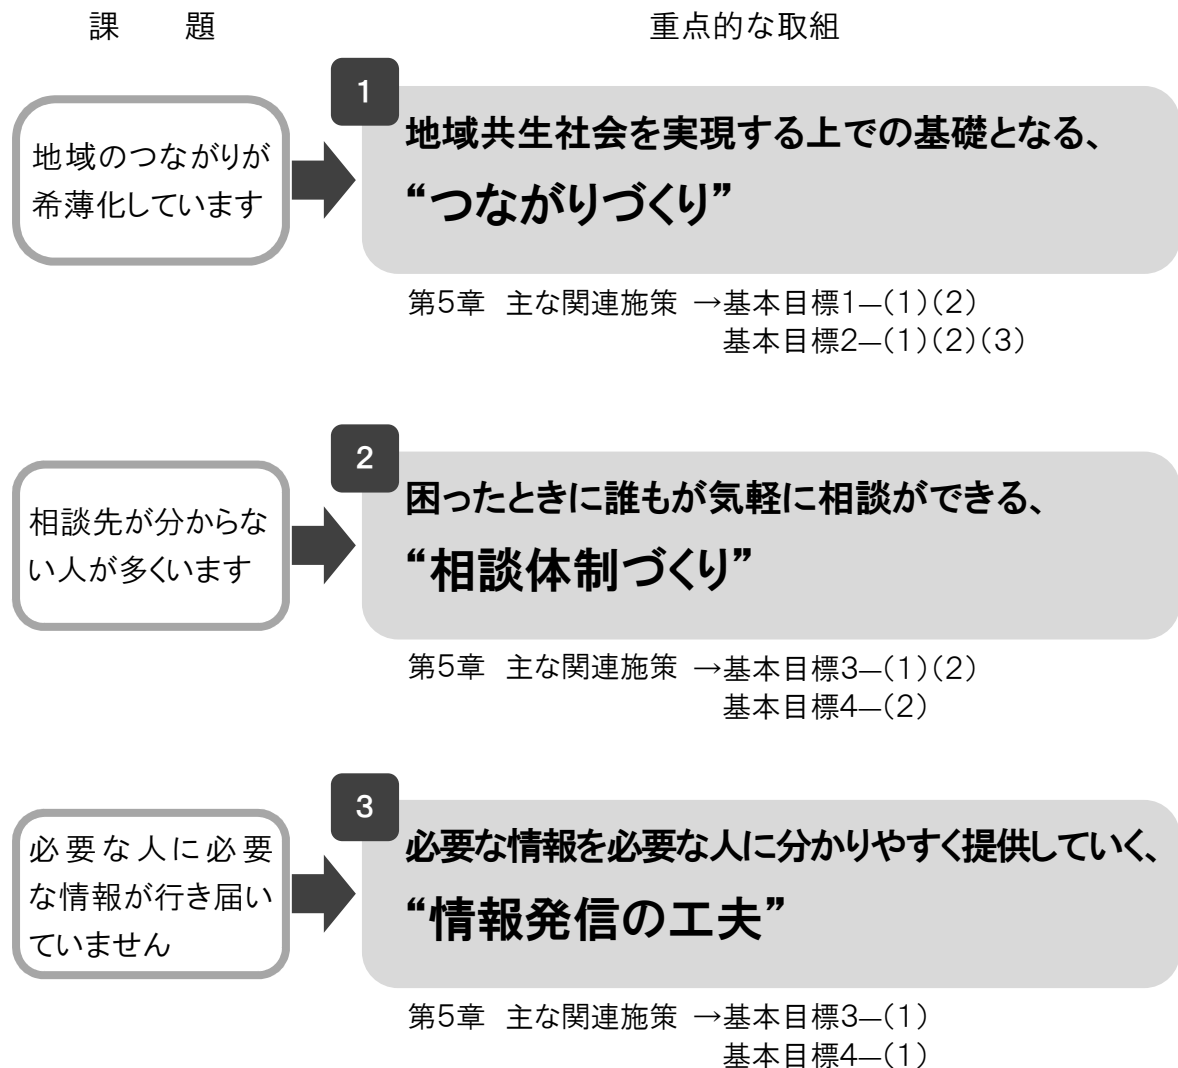 課　題
重点的な取組
1
地域のつながりが
希薄化しています
地域共生社会を実現する上での基礎となる、
“つながりづくり”
第5章 主な関連施策 →基本目標1―(1)(2)
基本目標2―(1)(2)(3)
2
相談先が分からな
い人が多くいます
困ったときに誰もが気軽に相談ができる、
“相談体制づくり”
第5章 主な関連施策 →基本目標3―(1)(2)
基本目標4―(2)
3
必要な人に必要
な情報が行き届い
ていません
必要な情報を必要な人に分かりやすく提供していく、
“情報発信の工夫”
第5章 主な関連施策 →基本目標3―(1)
基本目標4―(1)